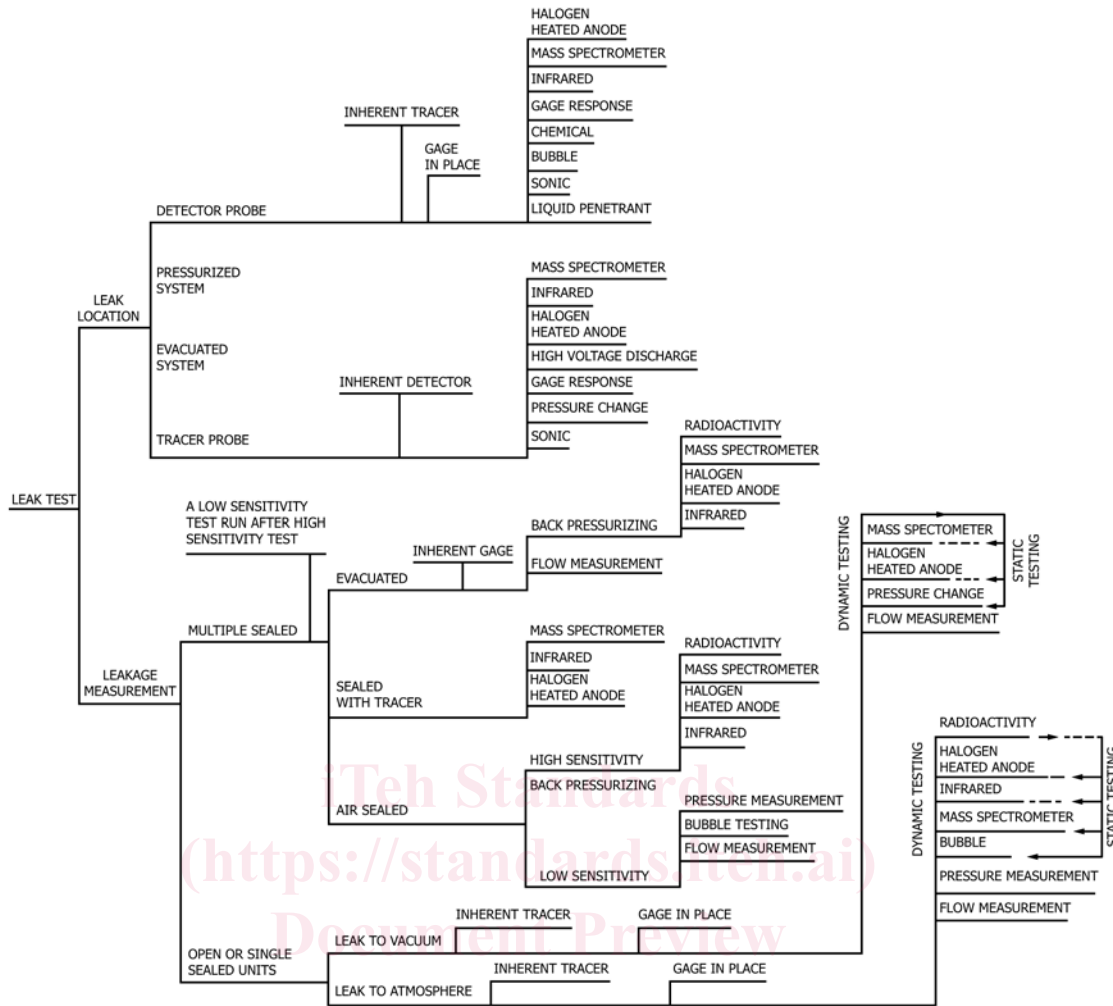 HALOGEN
HEATED ANODE
MASS SPECTROMETER
INFRARED
GAGE RESPONSE
CHEMICAL
BUBBLE
SONIC
LIQUID PENETRANT
INHERENT TRACER
GAGE
IN PLACE
DETECTOR PROBE
PRESSURIZED
SYSTEM
LEAK
LOCATION
EVACUATED
SYSTEM
TRACER PROBE
INHERENT DETECTOR
MASS SPECTROMETER
INFRARED
HALOGEN
HEATED ANODE
HIGH VOLTAGE DISCHARGE
GAGE RESPONSE
PRESSURE CHANGE
SONIC
LEAK TEST
A LOW SENSITIVITY
TEST RUN AFTER HIGH
SENSITIVITY TEST
EVACUATED
INHERENT GAGE
BACK PRESSURIZING
FLOW MEASUREMENT
RADIOACTIVITY
MASS SPECTROMETER
HALOGEN
HEATED ANODE
INFRARED
MULTIPLE SEALED
LEAKAGE
MEASUREMENT
SEALED
WITH TRACER
MASS SPECTROMETER
INFRARED
HALOGEN
HEATED ANODE
AIR SEALED
HIGH SENSITIVITY
BACK PRESSURIZING
RADIOACTIVITY
MASS SPECTROMETER
HALOGEN
HEATED ANODE
INFRARED
LOW SENSITIVITY
PRESSURE MEASUREMENT
BUBBLE TESTING
FLOW MEASUREMENT
OPEN OR SINGLE
SEALED UNITS
LEAK TO VACUUM
INHERENT TRACER
GAGE IN PLACE
DYNAMIC TESTING
MASS SPECTOMETER
HALOGEN
HEATED ANODE
PRESSURE CHANGE
FLOW MEASUREMENT
STATIC
TESTING
LEAK TO ATMOSPHERE
INHERENT TRACER
GAGE IN PLACE
DYNAMIC TESTING
RADIOACTIVITY
HALOGEN
HEATED ANODE
INFRARED
MASS SPECTROMETER
BUBBLE
PRESSURE MEASUREMENT
FLOW MEASUREMENT
STATIC TESTING
iTeh Standards
(https://standards.iteh.ai)
Document Preview